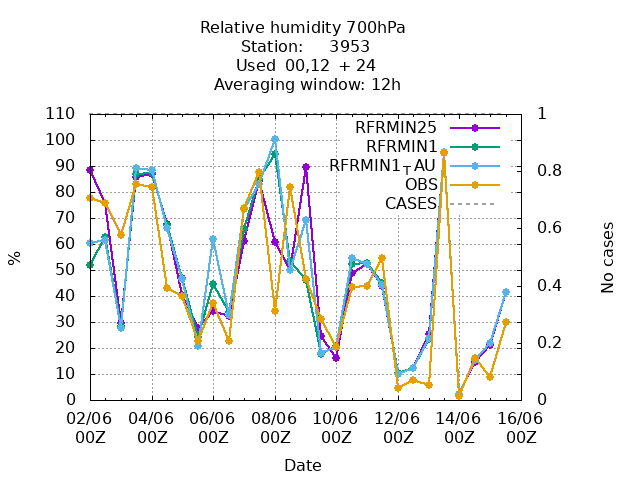 Relative humidity 700hPa
Station: 3953
Used 00,12 + 24
Averaging window: 12h
110
100
90
80
70
60
50
40
30
20
10
0
%
1
0.8
0.6
0.4
0.2
0
No cases
RFRMIN25
RFRMIN1
RFRMIN1TAU
OBS
CASES
02/06 04/06 06/06 08/06 10/06 12/06 14/06 16/06
00Z 00Z 00Z 00Z 00Z 00Z 00Z 00Z
Date